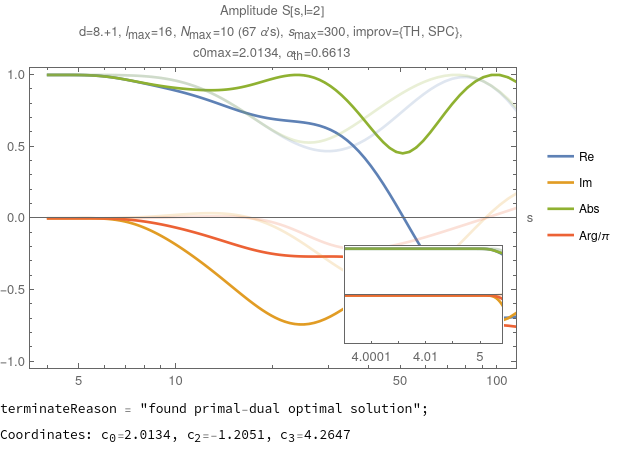 Amplitude S[s,l=2]
d=8.+1, lmax=16, Nmax=10 (67 α's), smax=300, improv={TH, SPC},
c0max=2.0134, αth=0.6613
1.0
0.5
0.0
−0.5
−1.0
5
10
50
100
s
4.0001
4.01
5
Re
Im
Abs
Arg/π
terminateReason = "found primal-dual optimal solution";
Coordinates: c0=2.0134, c2=-1.2051, c3=4.2647